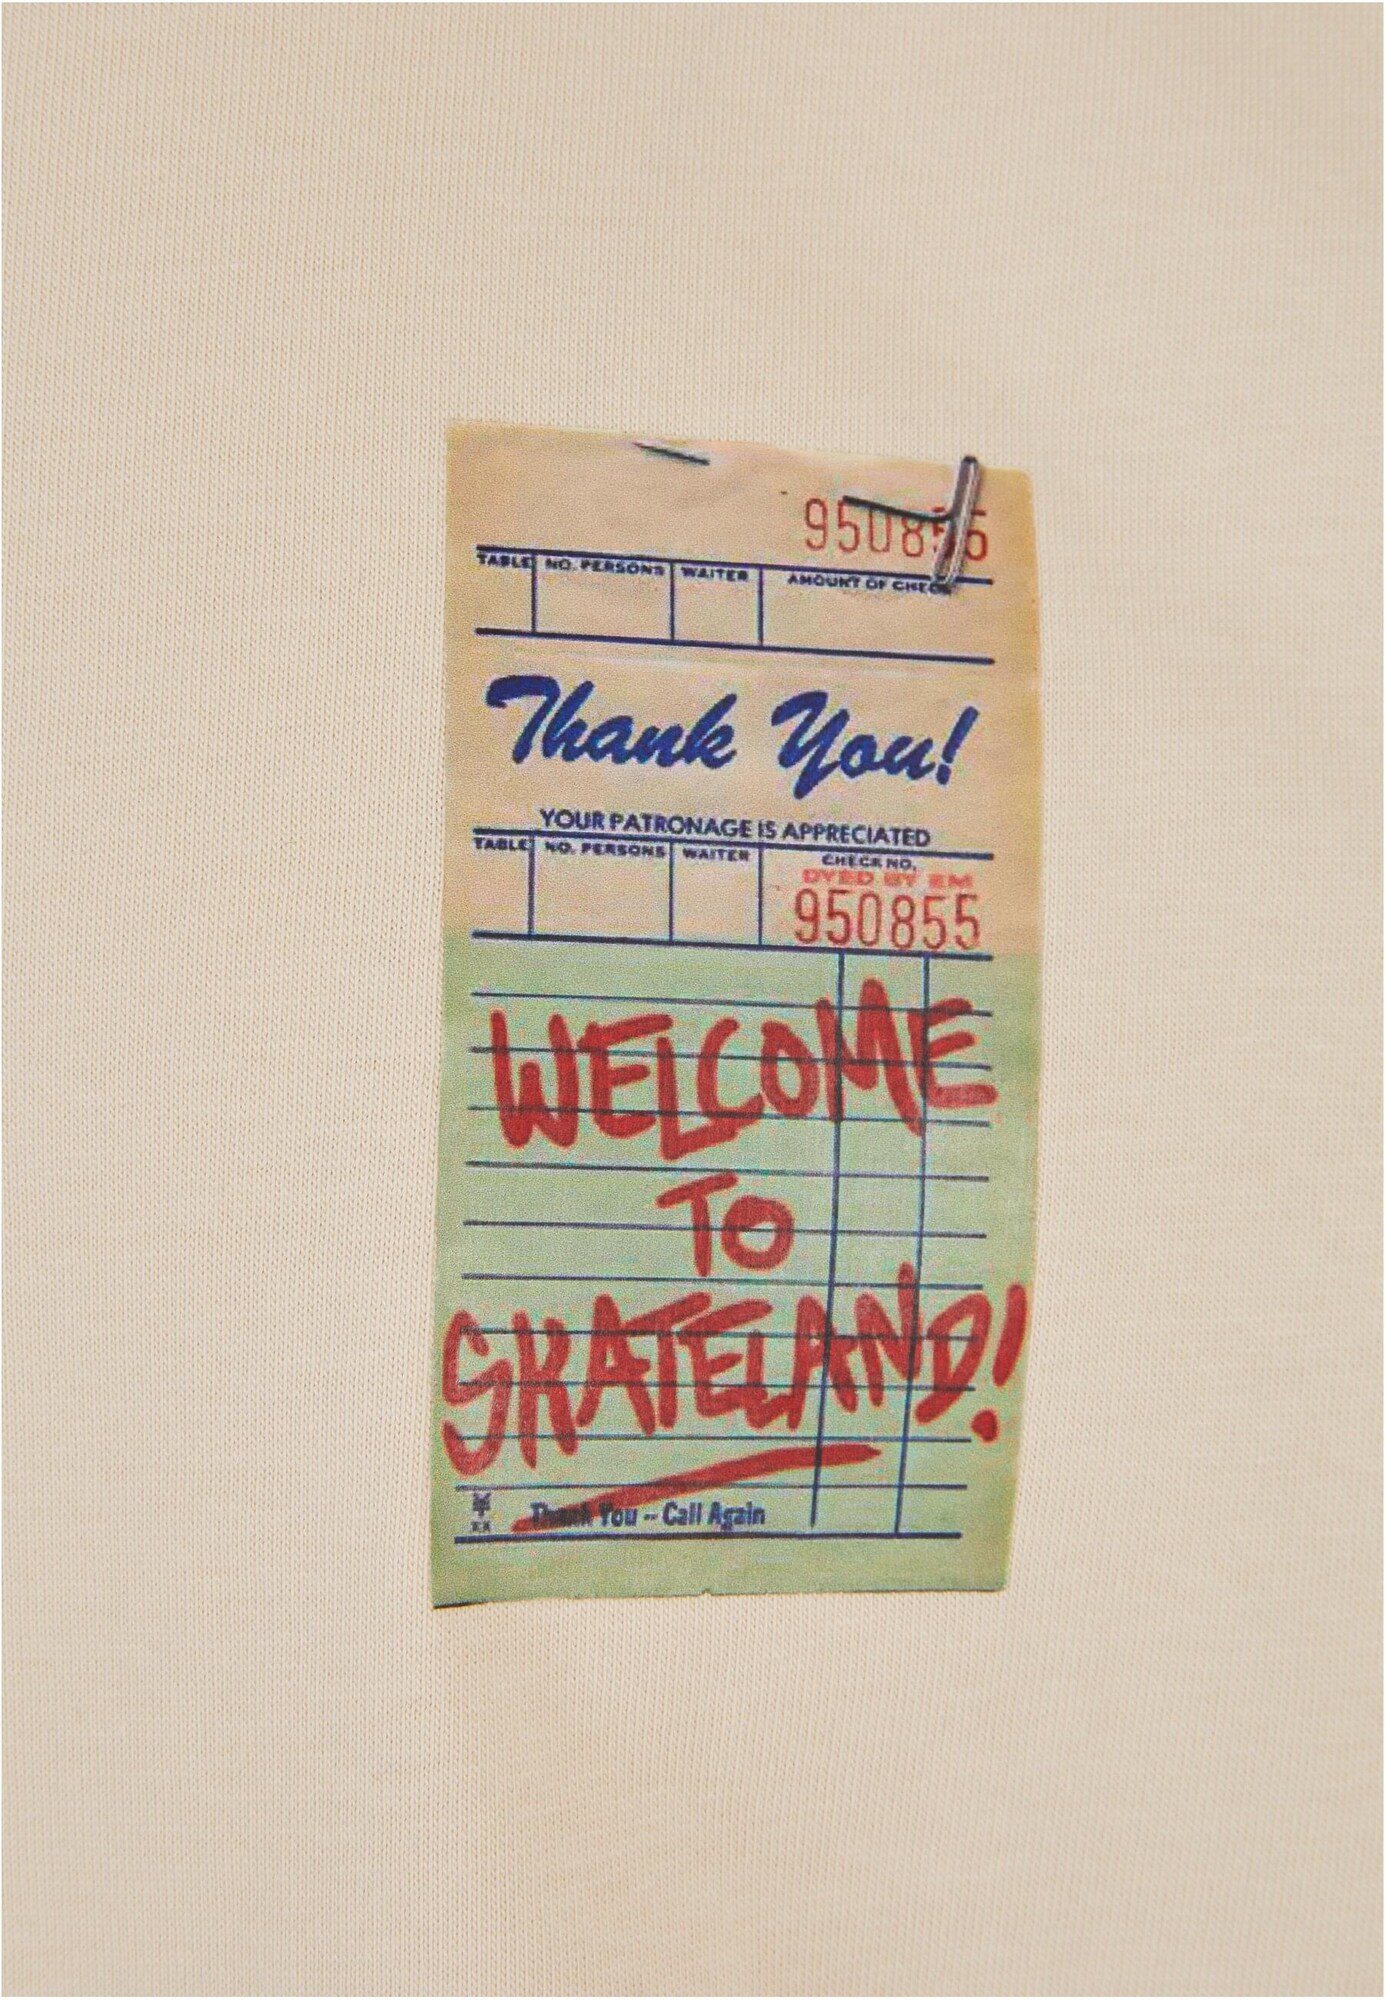 950855
TABLE NO. PERSONS WAITER AMOUNT OF CHECK
Thank You!
YOUR PATRONAGE IS APPRECIATED
TABLE NO. PERSONS WAITER CHECK NO.
DYED BY EM
950855
WELCOME
TO
SKATELAND!
Thank You -- Call Again